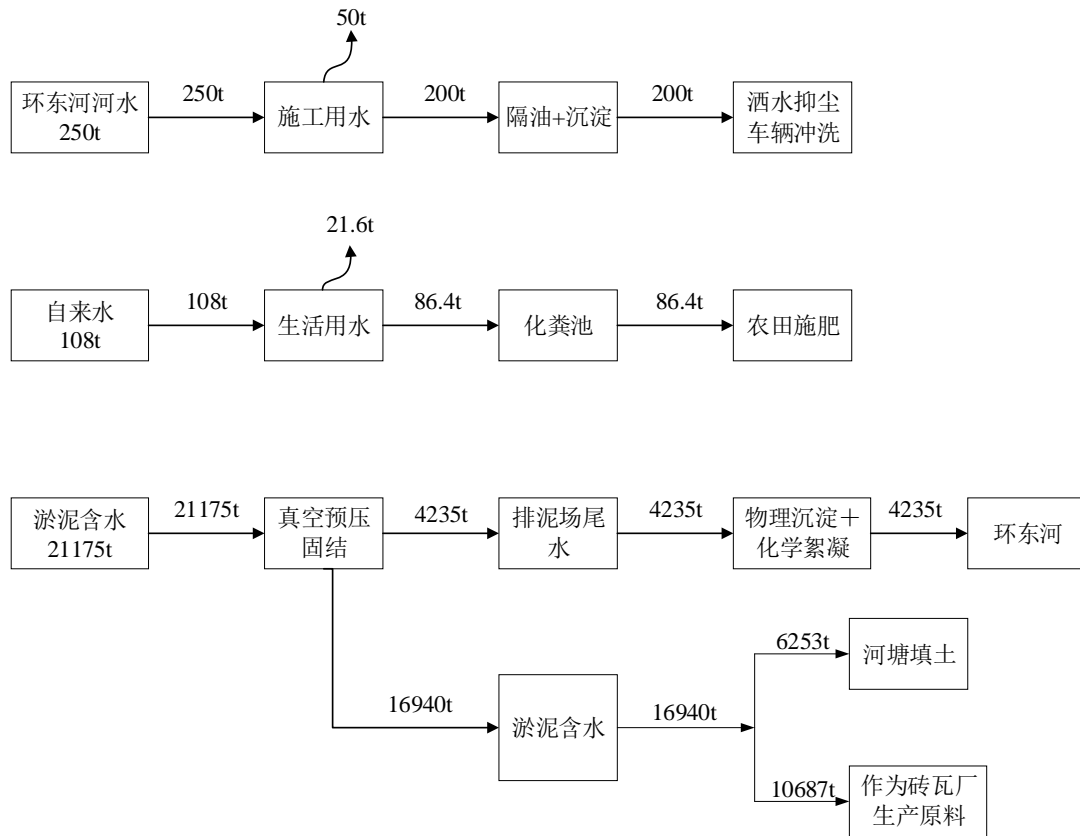 50t
环东河河水
250t
250t
施工用水
200t
隔油+沉淀
200t
洒水抑尘
车辆冲洗
21.6t
自来水
108t
108t
生活用水
86.4t
化粪池
86.4t
农田施肥
淤泥含水
21175t
21175t
真空预压
固结
4235t
排泥场尾
水
4235t
物理沉淀＋
化学絮凝
4235t
环东河
16940t
淤泥含水
16940t
6253t
河塘填土
10687t
作为砖瓦厂
生产原料